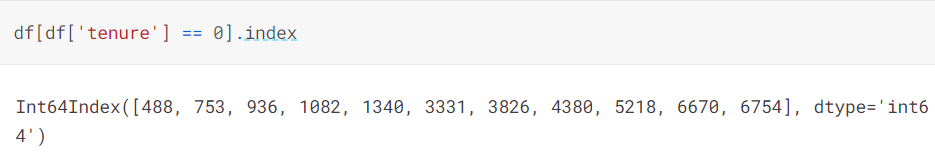 df[df['tenure'] == 0].index
Int64Index([488, 753, 936, 1082, 1340, 3331, 3826, 4380, 5218, 6670, 6754], dtype='int6
4')